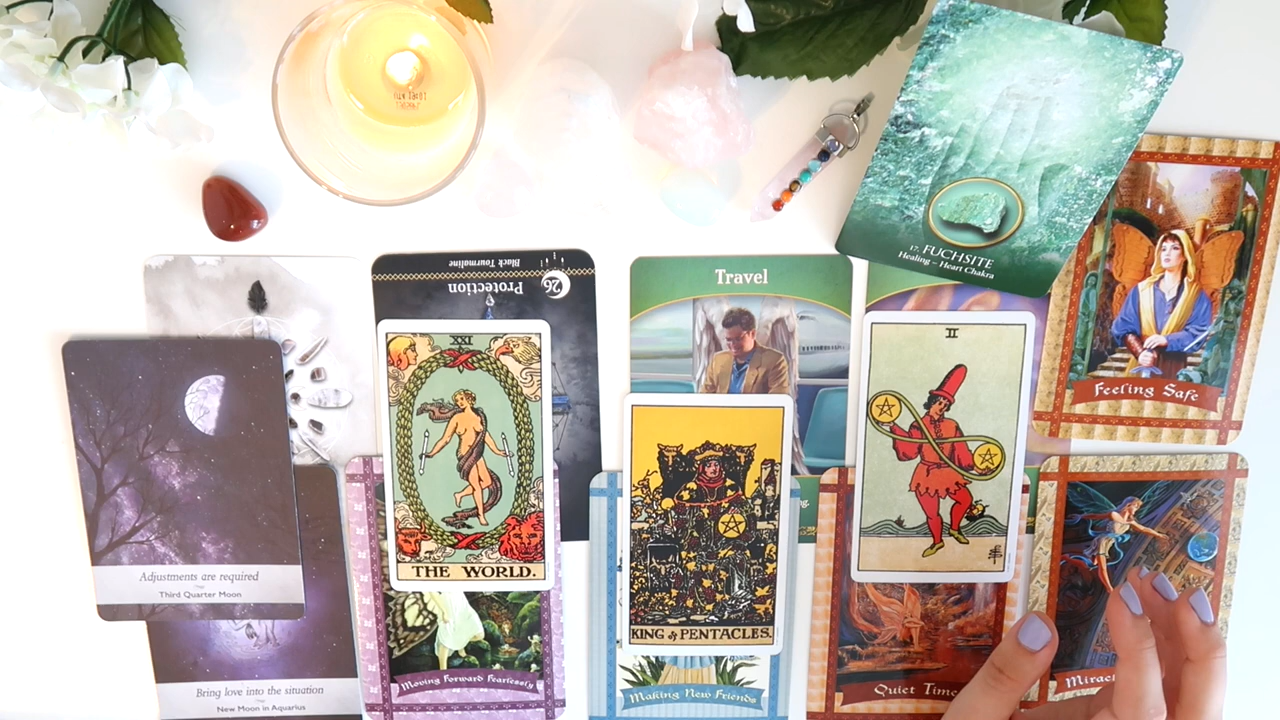 17. FUCHSITE
Healing – Heart Chakra
Black Tourmaline
Protection
26
Travel
Feeling Safe
XXI
THE WORLD.
KING of PENTACLES.
II
Adjustments are required
Third Quarter Moon
Bring love into the situation
New Moon in Aquarius
Moving Forward Fearlessly
Making New Friends
Quiet Time